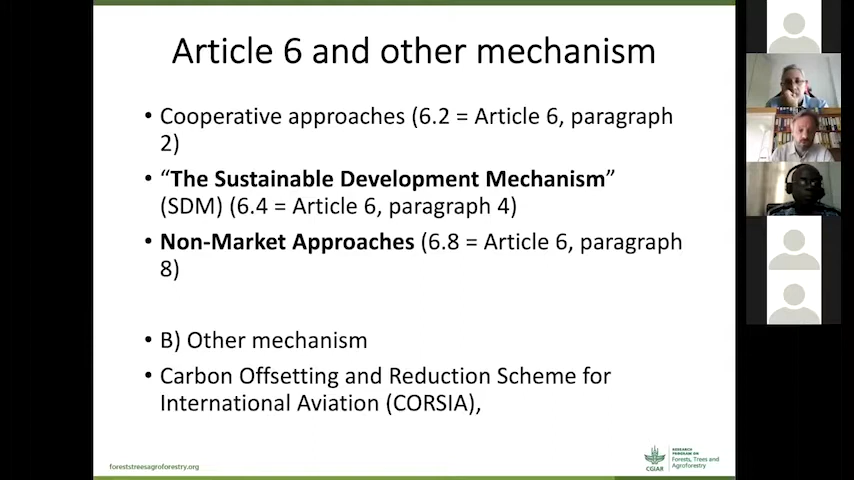 Article 6 and other mechanism
• Cooperative approaches (6.2 = Article 6, paragraph
2)
• “The Sustainable Development Mechanism”
(SDM) (6.4 = Article 6, paragraph 4)
• Non-Market Approaches (6.8 = Article 6, paragraph
8)
• B) Other mechanism
• Carbon Offsetting and Reduction Scheme for
International Aviation (CORSIA),
foreststreesagroforestry.org
CGIAR
RESEARCH
PROGRAM ON
Forests, Trees and
Agroforestry